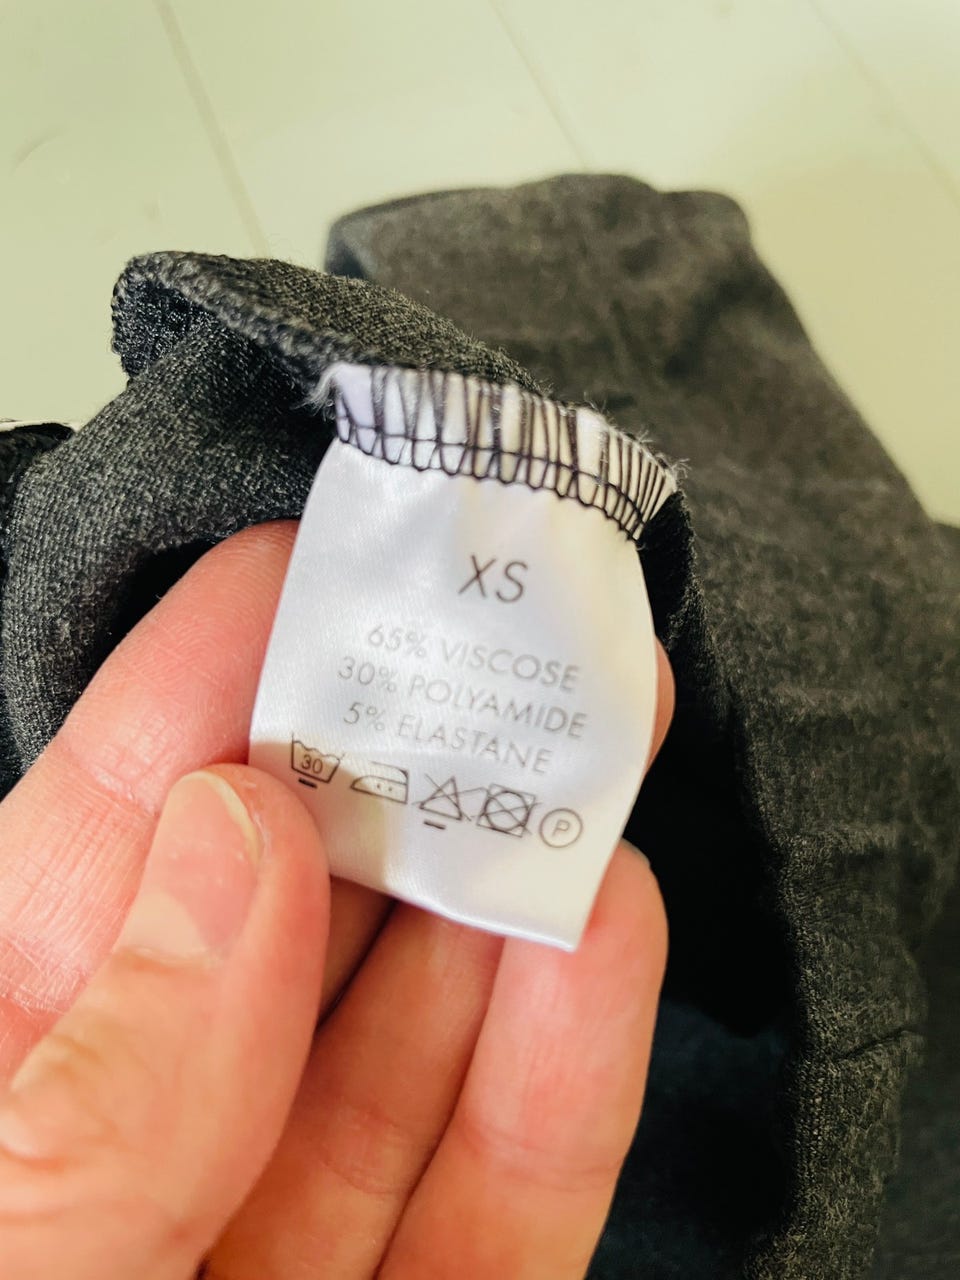 XS
65% VISCOSE
30% POLYAMIDE
5% ELASTANE
30 P